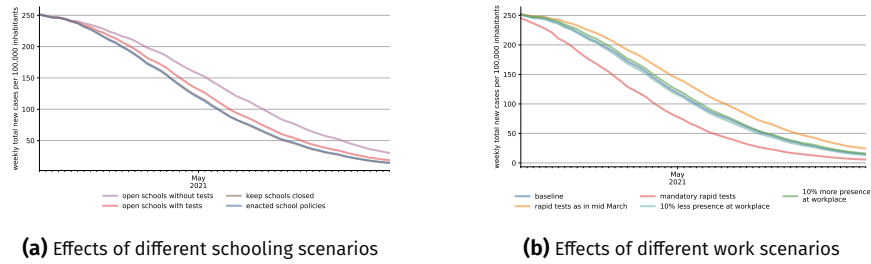 weekly total new cases per 100,000 inhabitants
250
200
150
100
50
May
2021
open schools without tests
keep schools closed
open schools with tests
enacted school policies
(a) Effects of different schooling scenarios
weekly total new cases per 100,000 inhabitants
250
200
150
100
50
0
May
2021
baseline
mandatory rapid tests
10% more presence
at workplace
rapid tests as in mid March
10% less presence at workplace
(b) Effects of different work scenarios